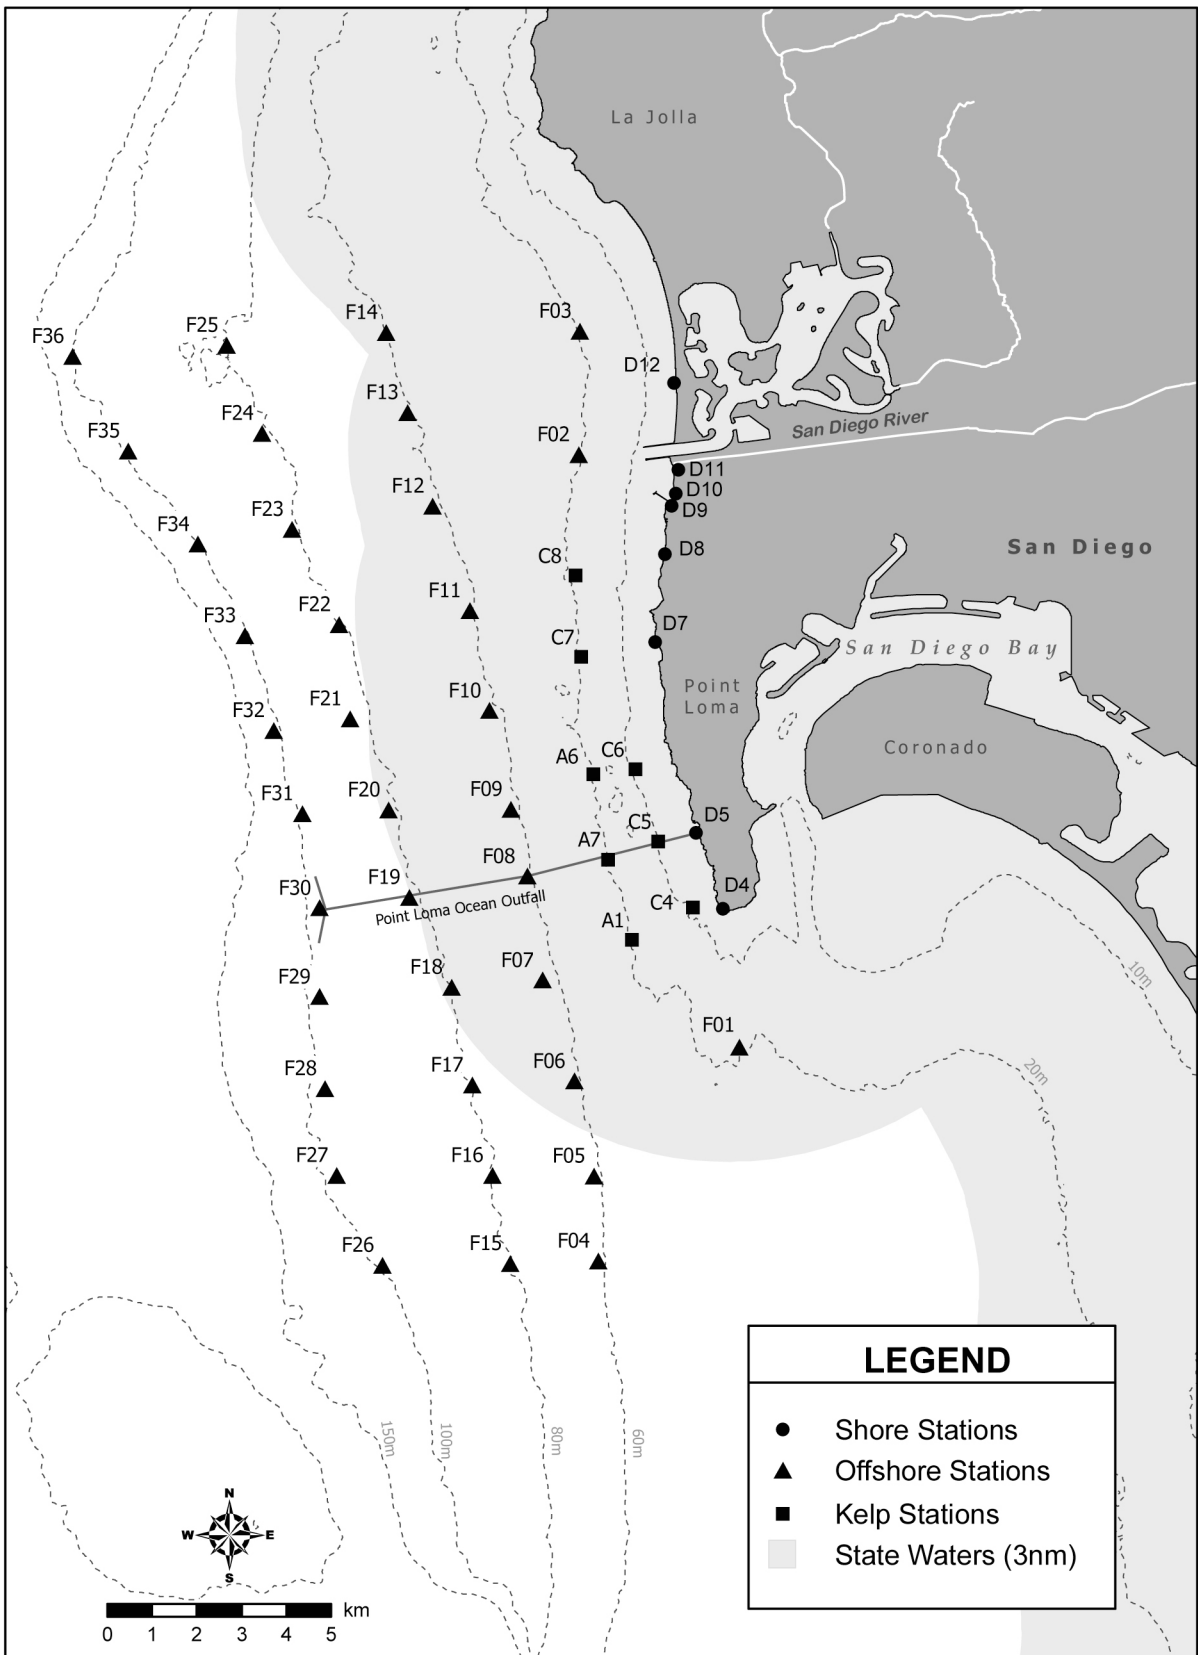 La Jolla
F14
F03
F25
F36
D12
F13
F24
San Diego River
F35
F02
D11
D10
F12
D9
F23
F34
D8
San Diego
C8
F11
F22
F33
D7
San Diego Bay
C7
Point
Loma
F10
F21
F32
Coronado
A6
C6
F31
F20
F09
D5
C5
A7
F08
F30
F19
Point Loma Ocean Outfall
D4
C4
A1
F07
F18
F29
10m
F01
F06
F17
F28
20m
F05
F16
F27
F04
F15
F26
LEGEND
Shore Stations
Offshore Stations
Kelp Stations
State Waters (3nm)
150m
100m
80m
60m
N
W
E
S
km
0 1 2 3 4 5